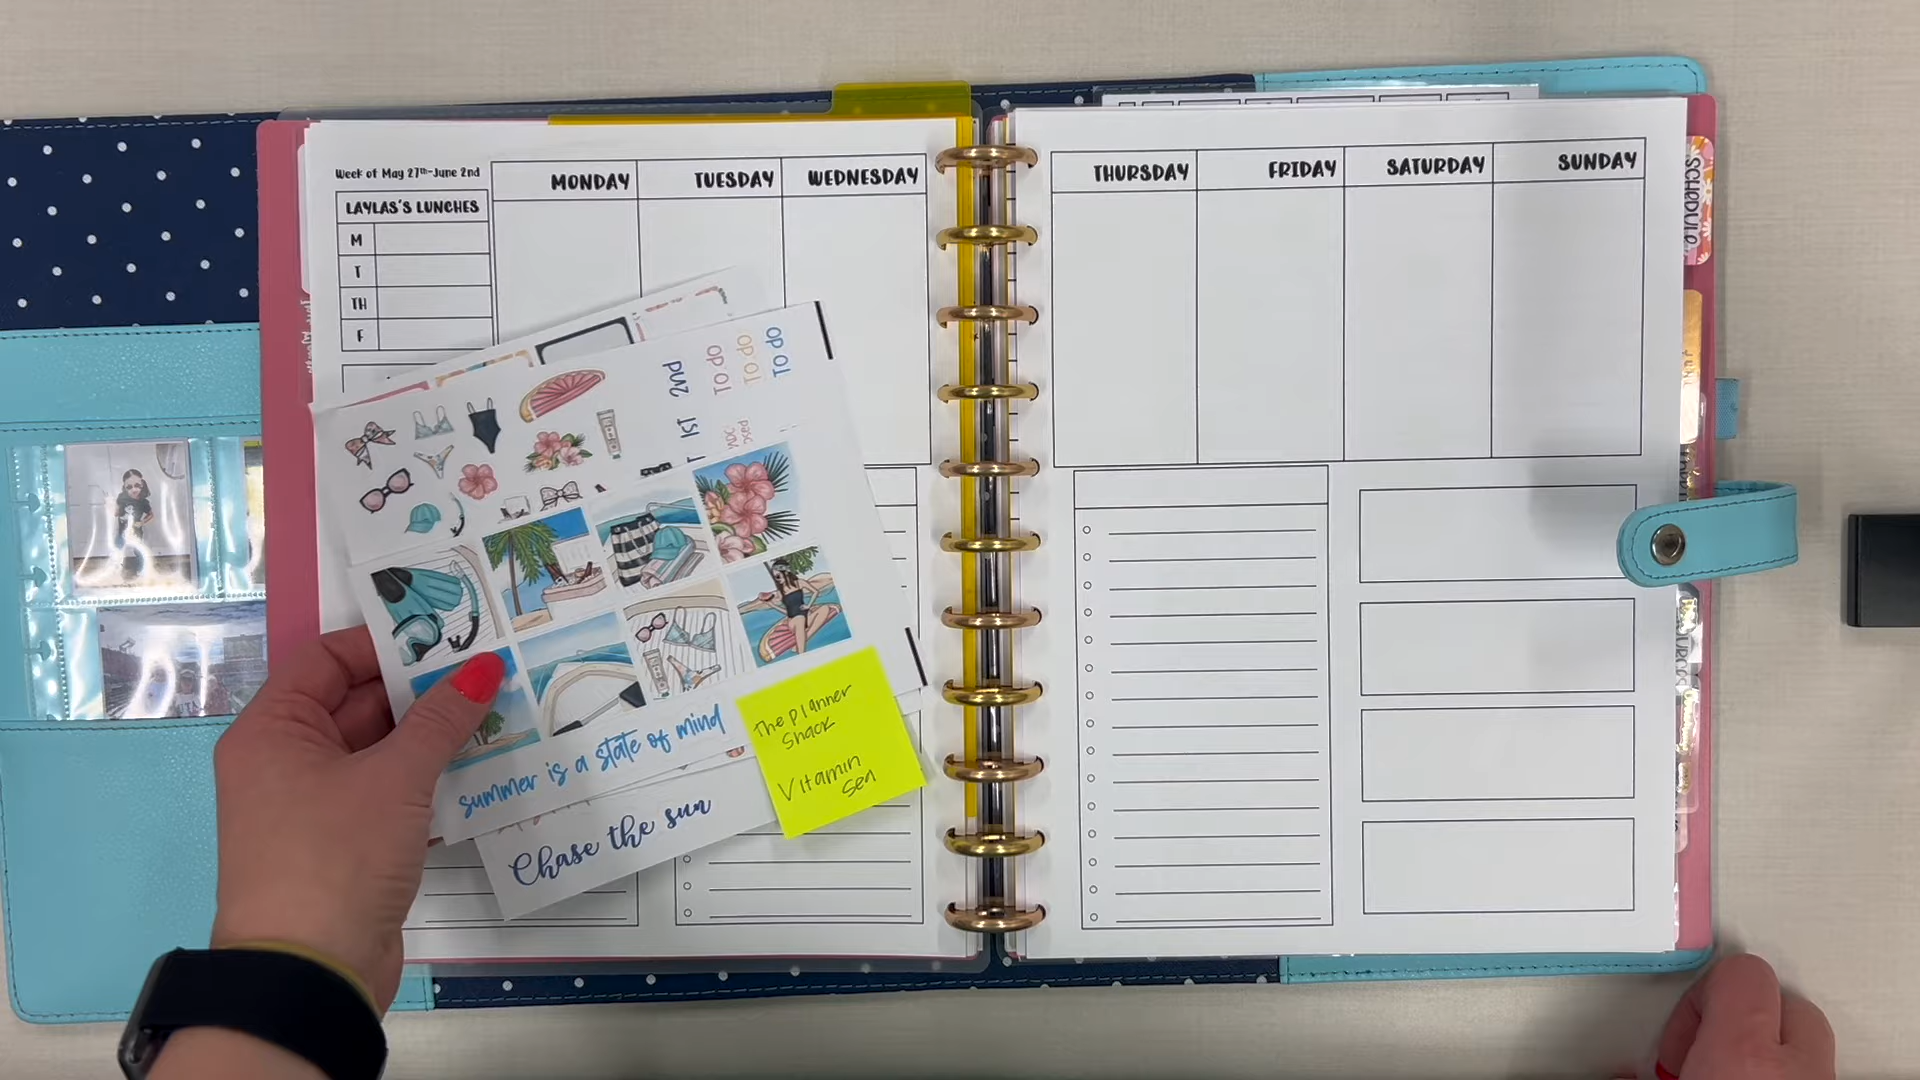 Week of May 27th-June 2nd
LAYLAS'S LUNCHES
M
T
TH
F
MONDAY
TUESDAY
WEDNESDAY
THURSDAY
FRIDAY
SATURDAY
SUNDAY
SCHEDULE
2nd
1ST
To do
To do
To do
summer is a state of mind
Chase the sun
The planner
Shack
Vitamin
Sea